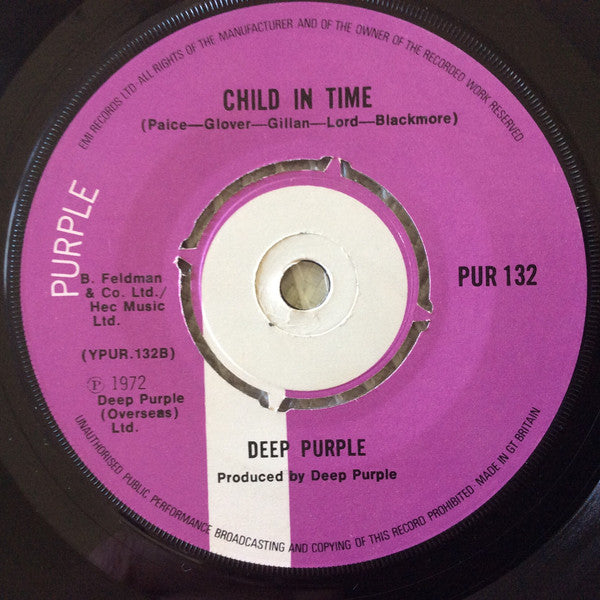 EMI RECORDS LTD·ALL RIGHTS OF THE MANUFACTURER AND OF THE OWNER OF THE RECORDED WORK RESERVED
CHILD IN TIME
(Paice—Glover—Gillan—Lord—Blackmore)
PURPLE
B. Feldman
& Co. Ltd./
Hec Music
Ltd.
PUR 132
(YPUR.132B)
Ⓟ 1972
Deep Purple
(Overseas)
Ltd.
DEEP PURPLE
Produced by Deep Purple
UNAUTHORISED PUBLIC PERFORMANCE BROADCASTING AND COPYING OF THIS RECORD PROHIBITED·MADE IN GT BRITAIN